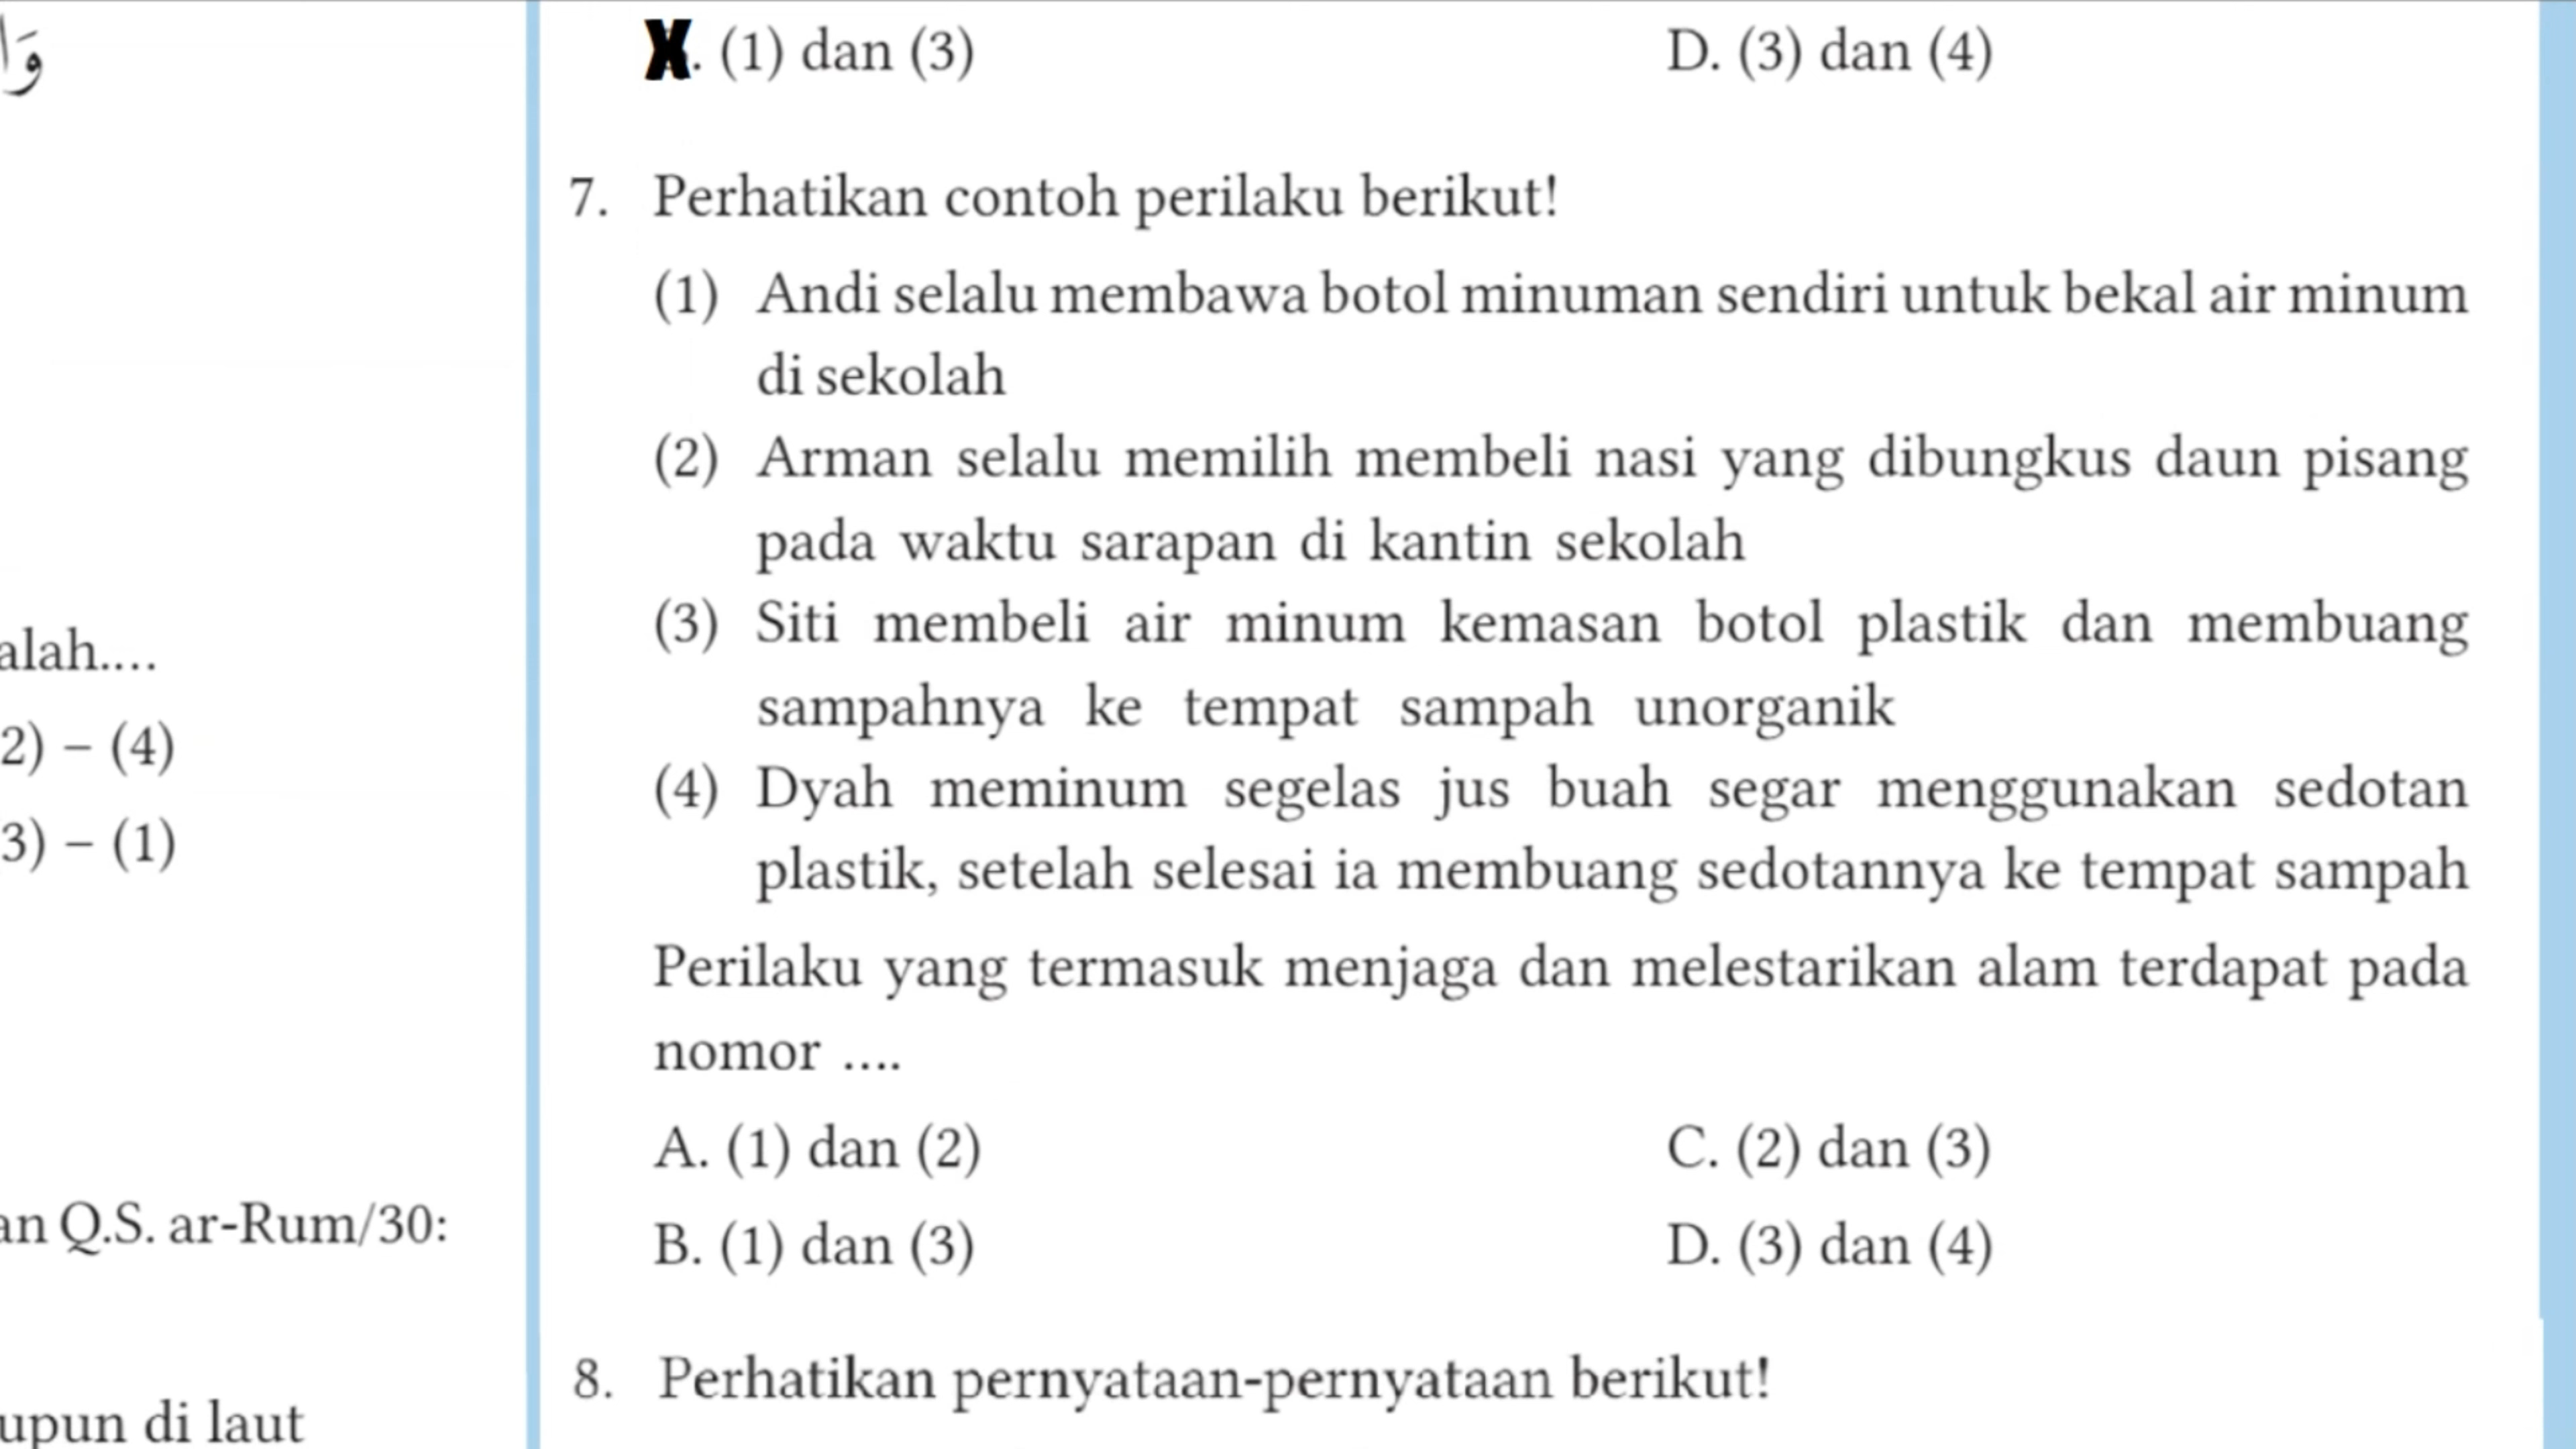 وَا
alah....
2) – (4)
3) – (1)
an Q.S. ar-Rum/30:
upun di laut
X. (1) dan (3)
D. (3) dan (4)
7. Perhatikan contoh perilaku berikut!
(1) Andi selalu membawa botol minuman sendiri untuk bekal air minum
di sekolah
(2) Arman selalu memilih membeli nasi yang dibungkus daun pisang
pada waktu sarapan di kantin sekolah
(3) Siti membeli air minum kemasan botol plastik dan membuang
sampahnya ke tempat sampah unorganik
(4) Dyah meminum segelas jus buah segar menggunakan sedotan
plastik, setelah selesai ia membuang sedotannya ke tempat sampah
Perilaku yang termasuk menjaga dan melestarikan alam terdapat pada
nomor ....
A. (1) dan (2)
C. (2) dan (3)
B. (1) dan (3)
D. (3) dan (4)
8. Perhatikan pernyataan-pernyataan berikut!